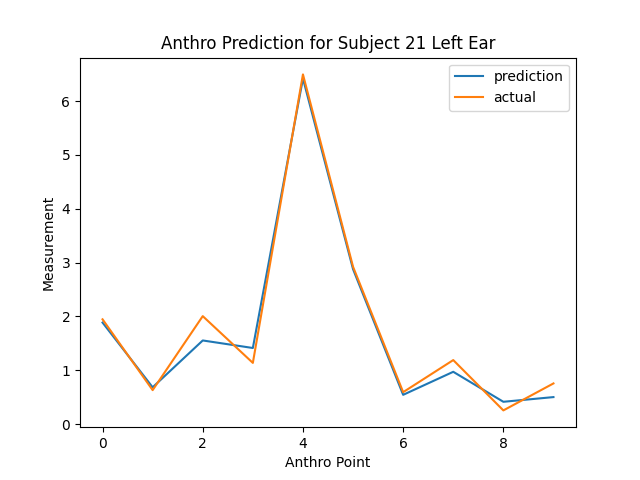 Anthro Prediction for Subject 21 Left Ear
prediction
actual
Measurement
6
5
4
3
2
1
0
0 2 4 6 8
Anthro Point